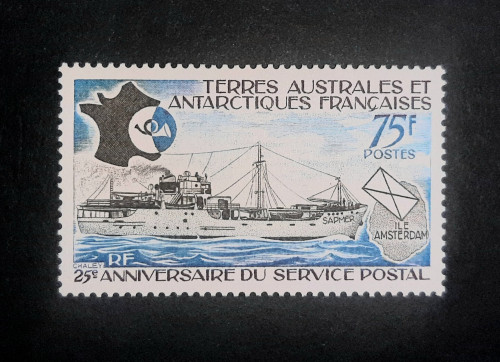 TERRES AUSTRALES ET
ANTARCTIQUES FRANÇAISES
75F
POSTES
SAPMER
ILE
AMSTERDAM
RF
CHALEY
25e ANNIVERSAIRE DU SERVICE POSTAL